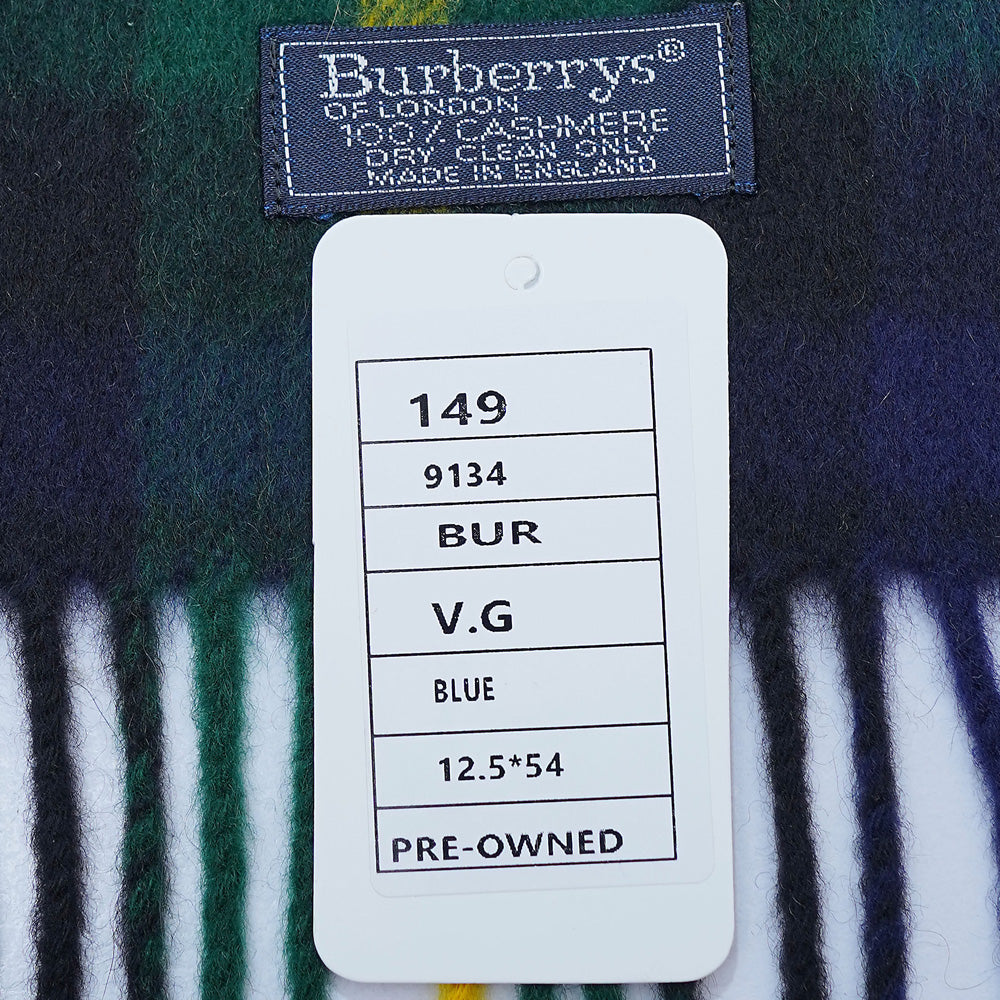 Burberrys®
OF LONDON
100% CASHMERE
DRY CLEAN ONLY
MADE IN ENGLAND
149
9134
BUR
V.G
BLUE
12.5*54
PRE-OWNED